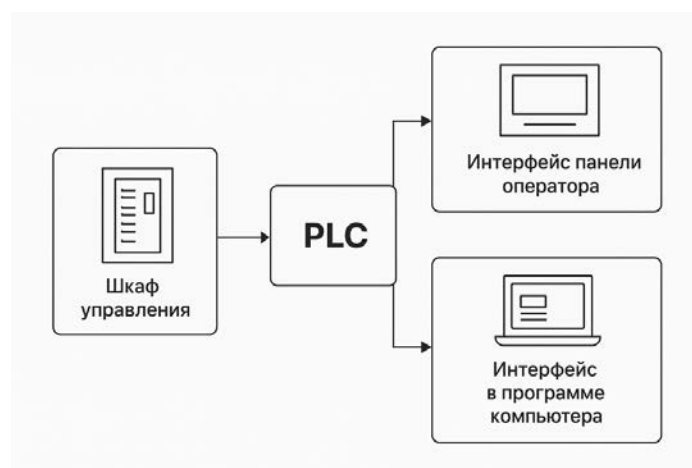 Шкаф
управления
PLC
Интерфейс панели
оператора
Интерфейс
в программе
компьютера